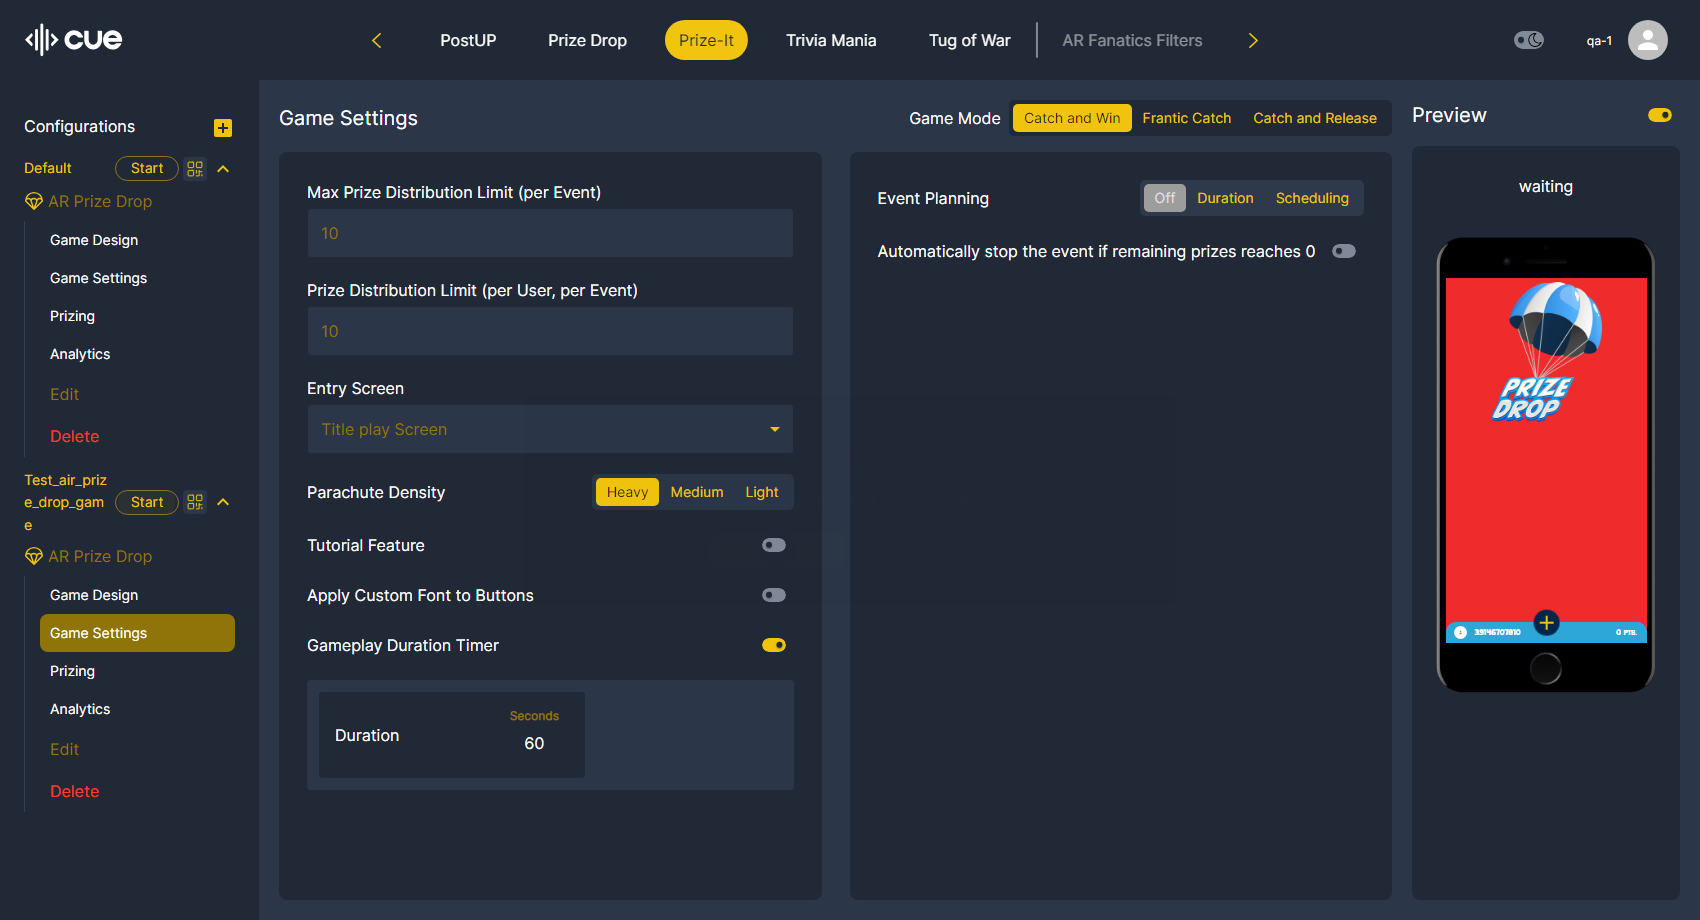 cue
PostUP
Prize Drop
Prize-It
Trivia Mania
Tug of War
AR Fanatics Filters
qa-1
Configurations
Default
Start
AR Prize Drop
Game Design
Game Settings
Prizing
Analytics
Edit
Delete
Test_air_priz
e_drop_gam
e
Start
AR Prize Drop
Game Design
Game Settings
Prizing
Analytics
Edit
Delete
Game Settings
Game Mode
Catch and Win
Frantic Catch
Catch and Release
Max Prize Distribution Limit (per Event)
10
Prize Distribution Limit (per User, per Event)
10
Entry Screen
Title play Screen
Parachute Density
Heavy
Medium
Light
Tutorial Feature
Apply Custom Font to Buttons
Gameplay Duration Timer
Duration
Seconds
60
Event Planning
Off
Duration
Scheduling
Automatically stop the event if remaining prizes reaches 0
Preview
waiting
PRIZE
DROP
39146707810
0 PTS.